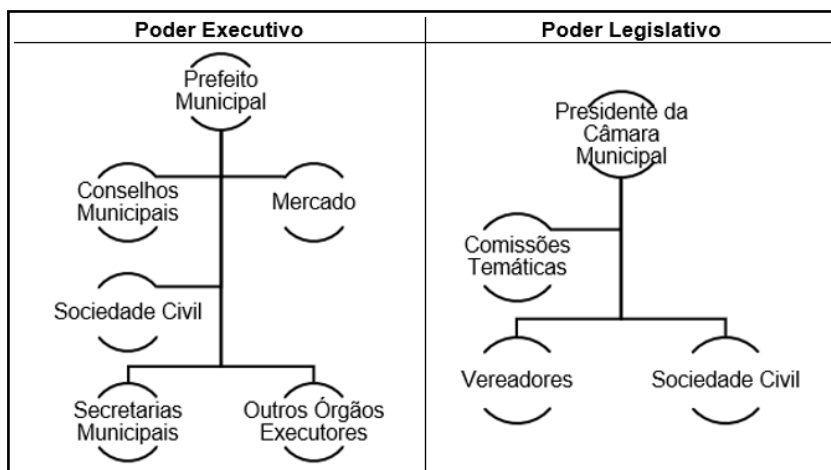 Poder Executivo
Prefeito
Municipal
Conselhos
Municipais
Mercado
Sociedade Civil
Secretarias
Municipais
Outros Órgãos
Executores
Poder Legislativo
Presidente da
Câmara
Municipal
Comissões
Temáticas
Vereadores
Sociedade Civil